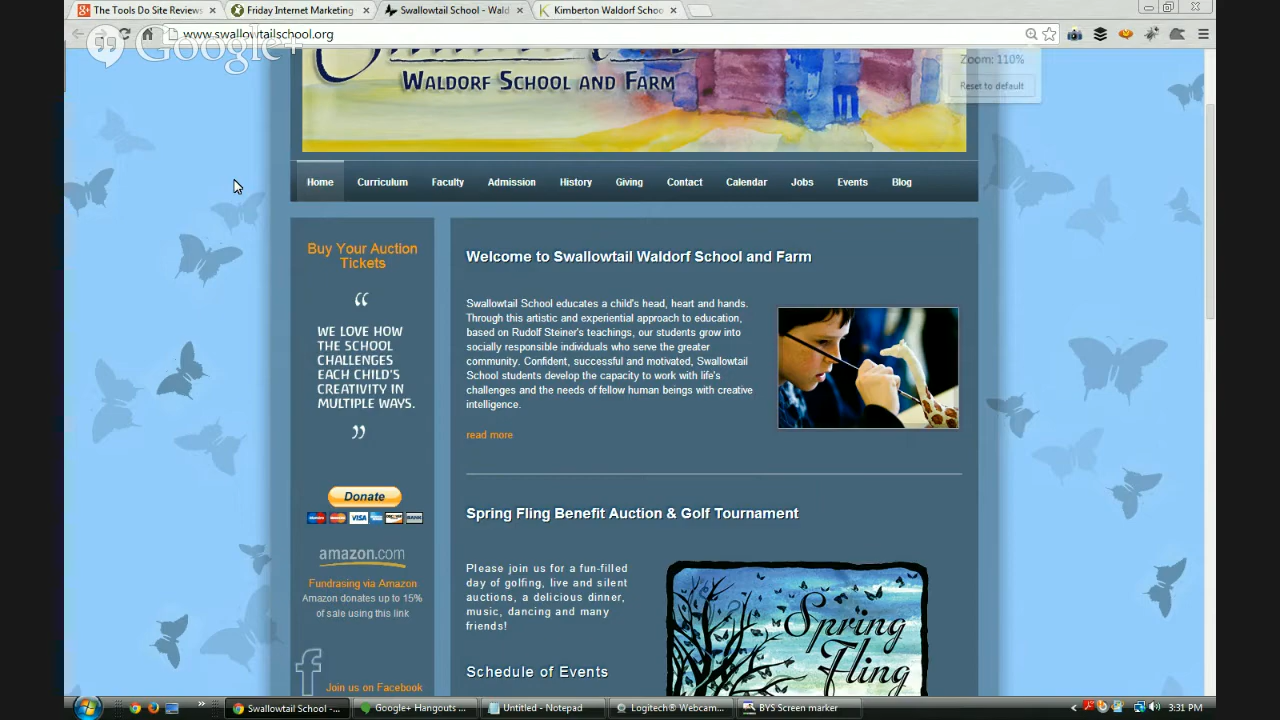 The Tools Do Site Reviews
Friday Internet Marketing
Swallowtail School - Wald
Kimberton Waldorf Schoo
www.swallowtailschool.org
Google+
Zoom: 110%
Reset to default
WALDORF SCHOOL AND FARM
Home Curriculum Faculty Admission History Giving Contact Calendar Jobs Events Blog
Buy Your Auction
Tickets
“
WE LOVE HOW
THE SCHOOL
CHALLENGES
EACH CHILD'S
CREATIVITY IN
MULTIPLE WAYS.
”
Donate
VISA
BANK
amazon.com
Fundrasing via Amazon
Amazon donates up to 15%
of sale using this link
Join us on Facebook
Welcome to Swallowtail Waldorf School and Farm
Swallowtail School educates a child's head, heart and hands.
Through this artistic and experiential approach to education,
based on Rudolf Steiner's teachings, our students grow into
socially responsible individuals who serve the greater
community. Confident, successful and motivated, Swallowtail
School students develop the capacity to work with life's
challenges and the needs of fellow human beings with creative
intelligence.
read more
Spring Fling Benefit Auction & Golf Tournament
Please join us for a fun-filled
day of golfing, live and silent
auctions, a delicious dinner,
music, dancing and many
friends!
Spring
Fling
Schedule of Events
Swallowtail School -...
Google+ Hangouts ...
Untitled - Notepad
Logitech® Webcam...
BYS Screen marker
3:31 PM